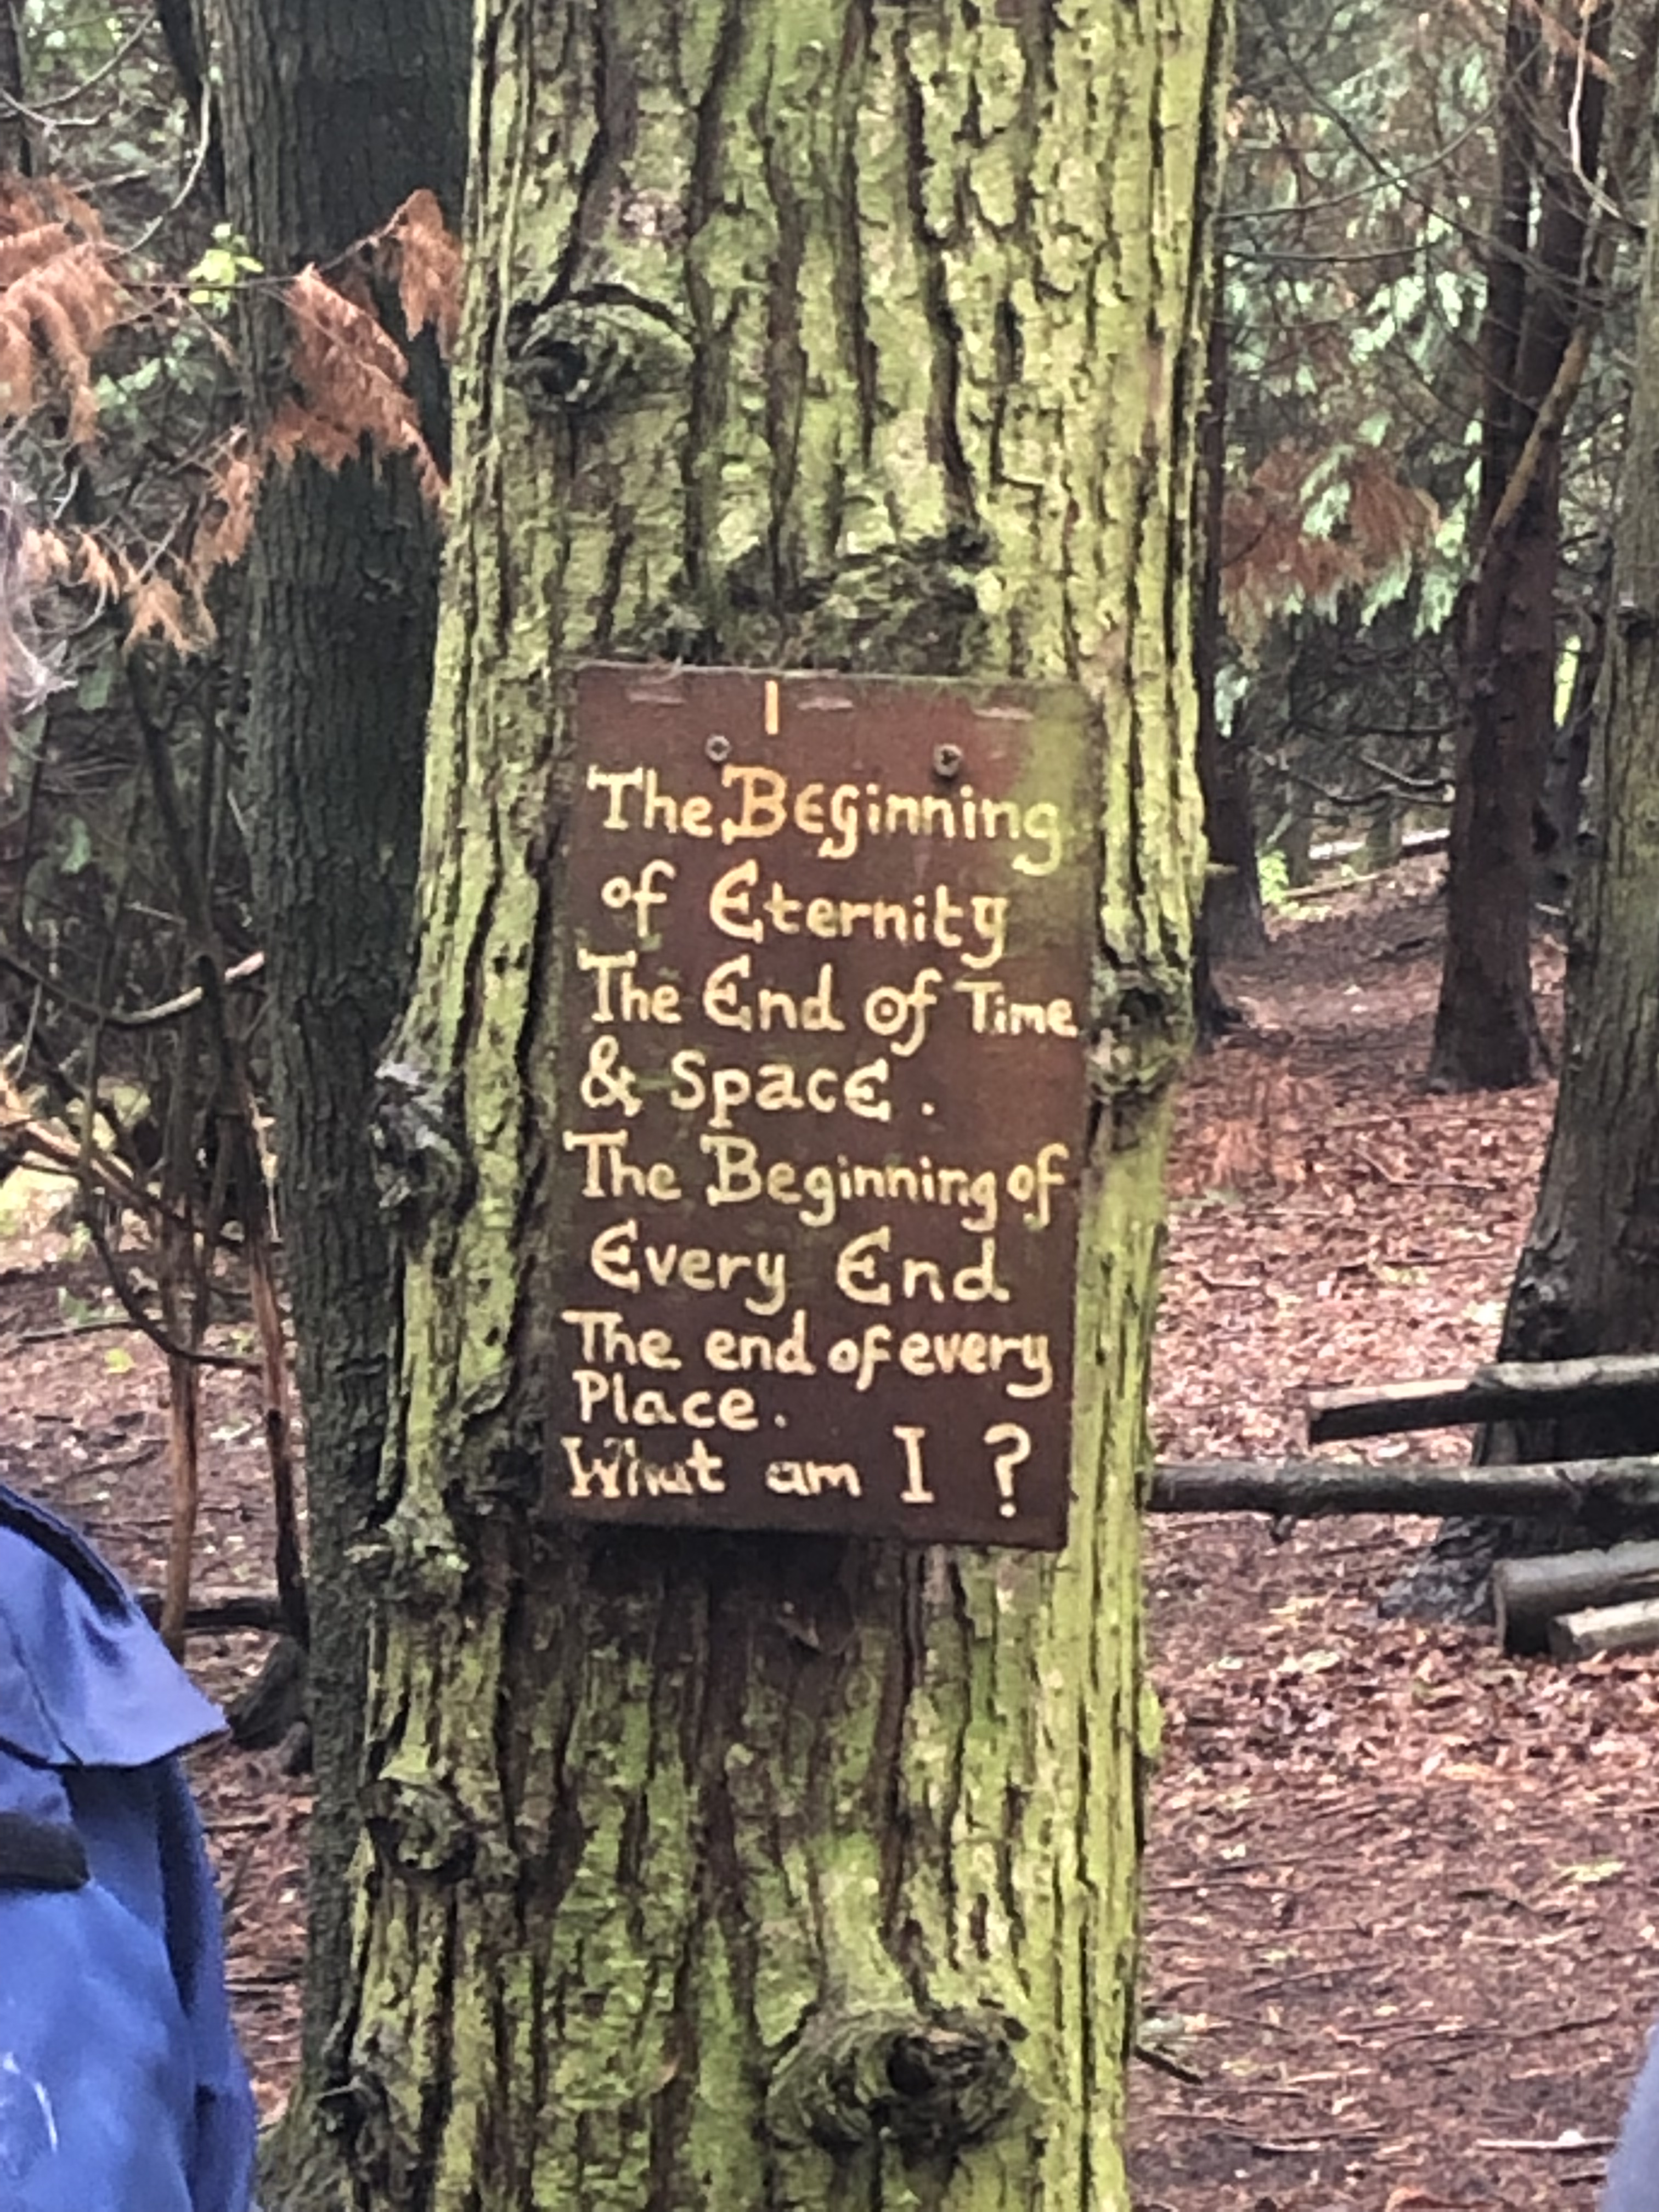 1
The Beginning
of Eternity
The End of Time
& Space.
The Beginning of
Every End
The end of every
Place.
What am I ?